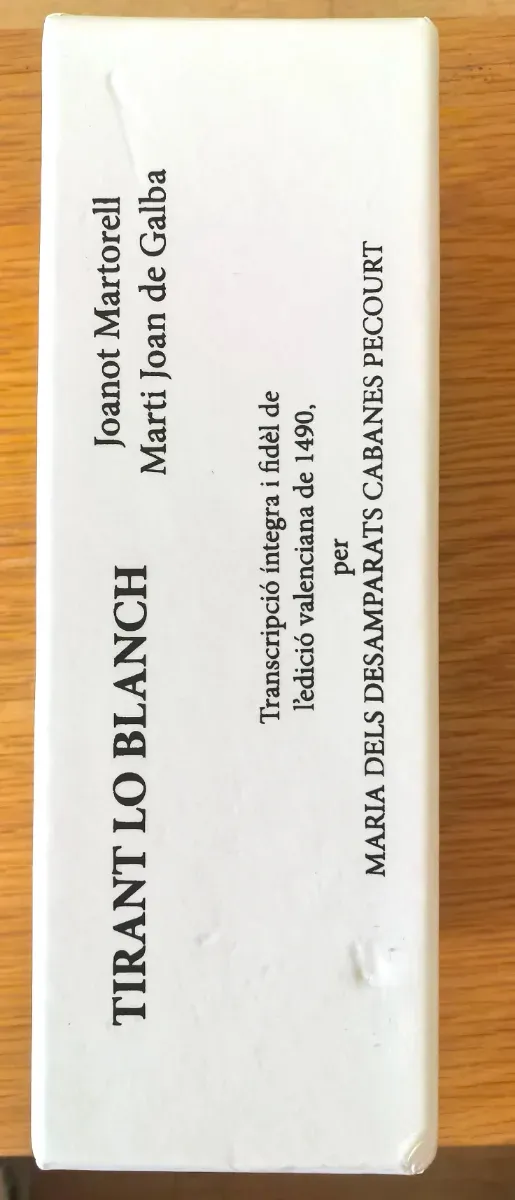 TIRANT LO BLANCH
Joanot Martorell
Marti Joan de Galba
Transcripció íntegra i fidèl de
l'edició valenciana de 1490,
per
MARIA DELS DESAMPARATS CABANES PECOURT